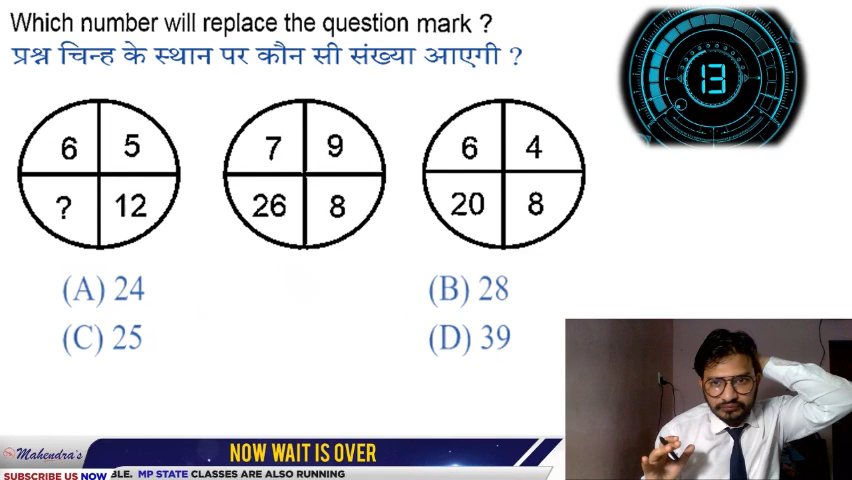 Which number will replace the question mark ?
प्रश्न चिन्ह के स्थान पर कौन सी संख्या आएगी ?
13
6 5
? 12
7 9
26 8
6 4
20 8
(A) 24
(B) 28
(C) 25
(D) 39
Mahendra's
NOW WAIT IS OVER
SUBSCRIBE US NOW
BLE. MP STATE CLASSES ARE ALSO RUNNING